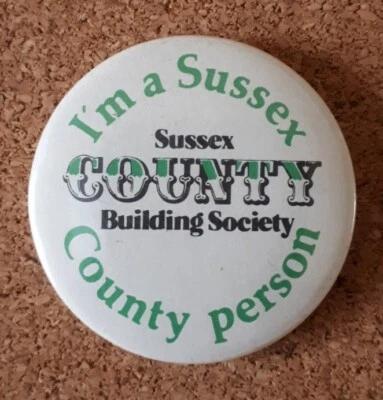 I'm a Sussex
Sussex
COUNTY
Building Society
County person